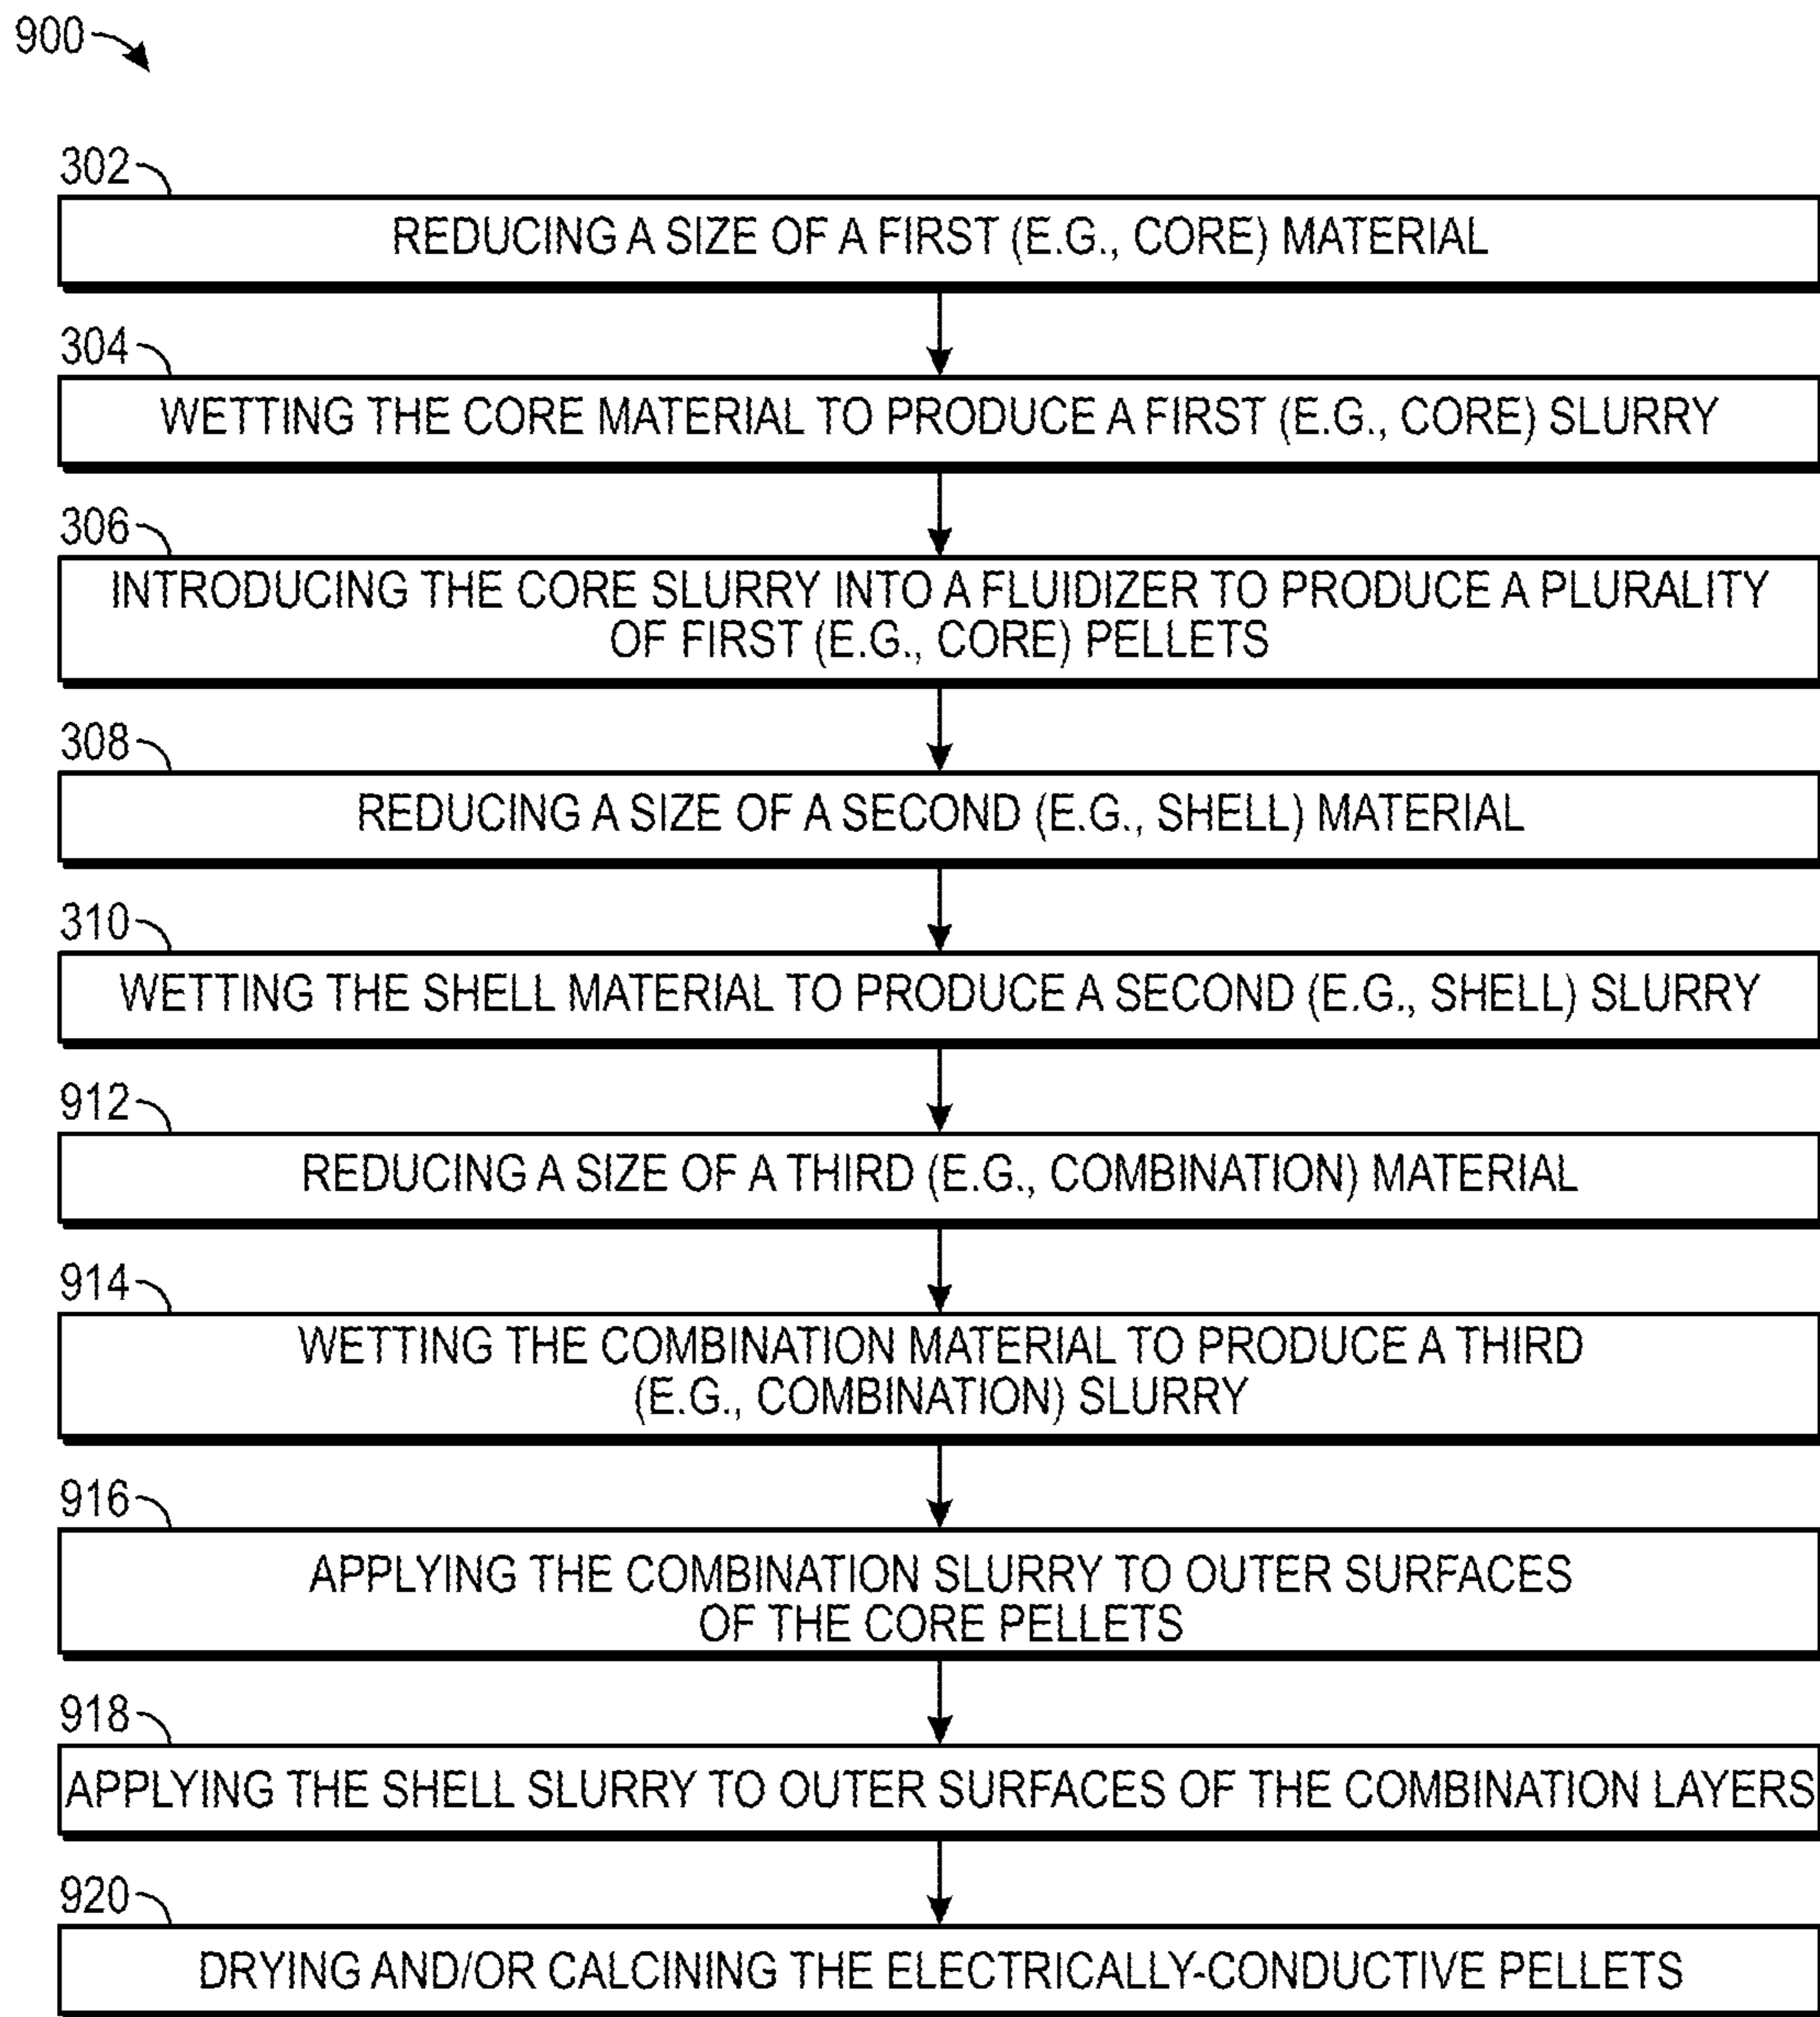 900
302
REDUCING A SIZE OF A FIRST (E.G., CORE) MATERIAL
304
WETTING THE CORE MATERIAL TO PRODUCE A FIRST (E.G., CORE) SLURRY
306
INTRODUCING THE CORE SLURRY INTO A FLUIDIZER TO PRODUCE A PLURALITY
OF FIRST (E.G., CORE) PELLETS
308
REDUCING A SIZE OF A SECOND (E.G., SHELL) MATERIAL
310
WETTING THE SHELL MATERIAL TO PRODUCE A SECOND (E.G., SHELL) SLURRY
912
REDUCING A SIZE OF A THIRD (E.G., COMBINATION) MATERIAL
914
WETTING THE COMBINATION MATERIAL TO PRODUCE A THIRD
(E.G., COMBINATION) SLURRY
916
APPLYING THE COMBINATION SLURRY TO OUTER SURFACES
OF THE CORE PELLETS
918
APPLYING THE SHELL SLURRY TO OUTER SURFACES OF THE COMBINATION LAYERS
920
DRYING AND/OR CALCINING THE ELECTRICALLY-CONDUCTIVE PELLETS